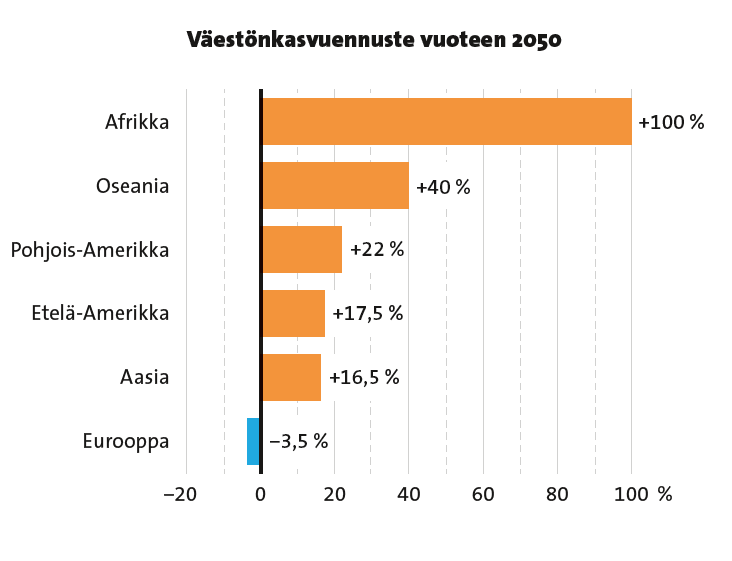 Väestönkasvuennuste vuoteen 2050
Afrikka +100 %
Oseania +40 %
Pohjois-Amerikka +22 %
Etelä-Amerikka +17,5 %
Aasia +16,5 %
Eurooppa −3,5 %
−20 0 20 40 60 80 100 %